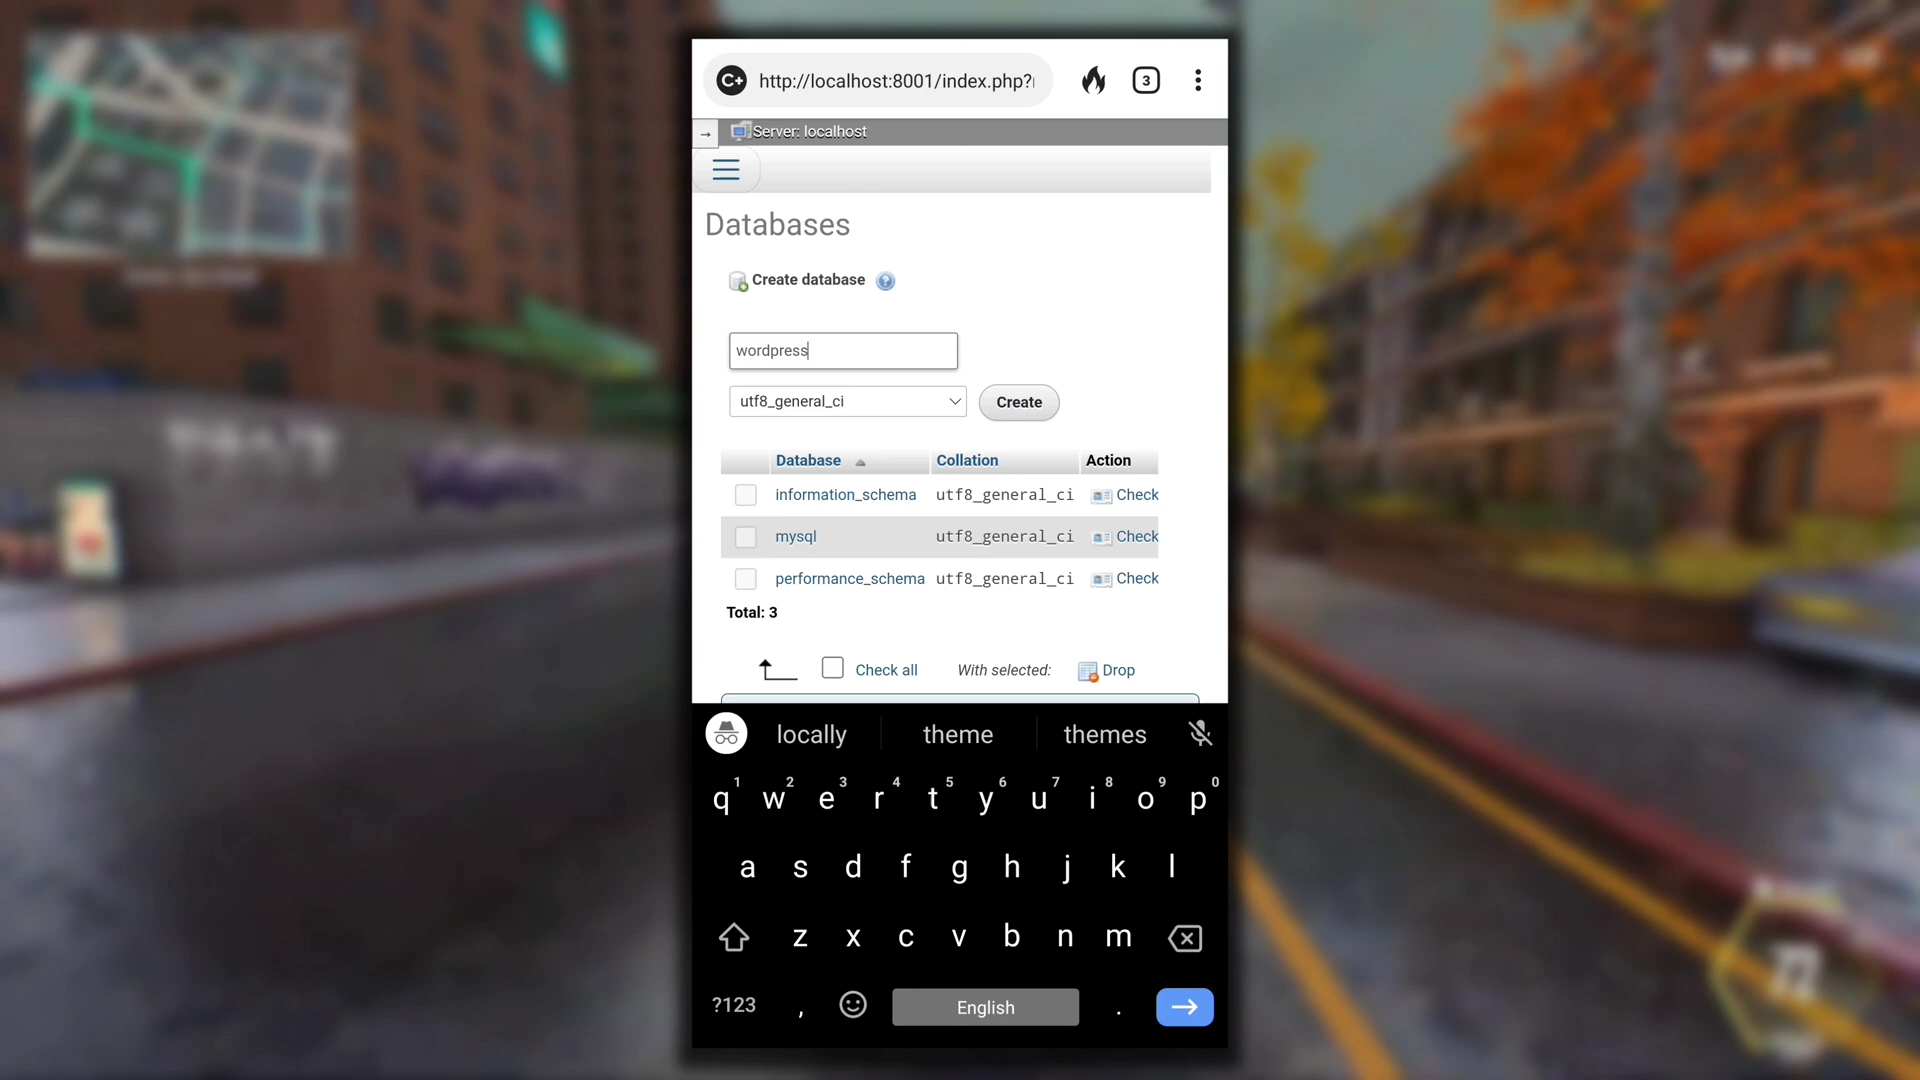 C+ http://localhost:8001/index.php?r 3
→ Server: localhost
Databases
Create database ?
wordpress
utf8_general_ci Create
Database Collation Action
information_schema utf8_general_ci Check
mysql utf8_general_ci Check
performance_schema utf8_general_ci Check
Total: 3
Check all With selected: Drop
locally theme themes
1 2 3 4 5 6 7 8 9 0
q w e r t y u i o p
a s d f g h j k l
z x c v b n m
?123 , English .